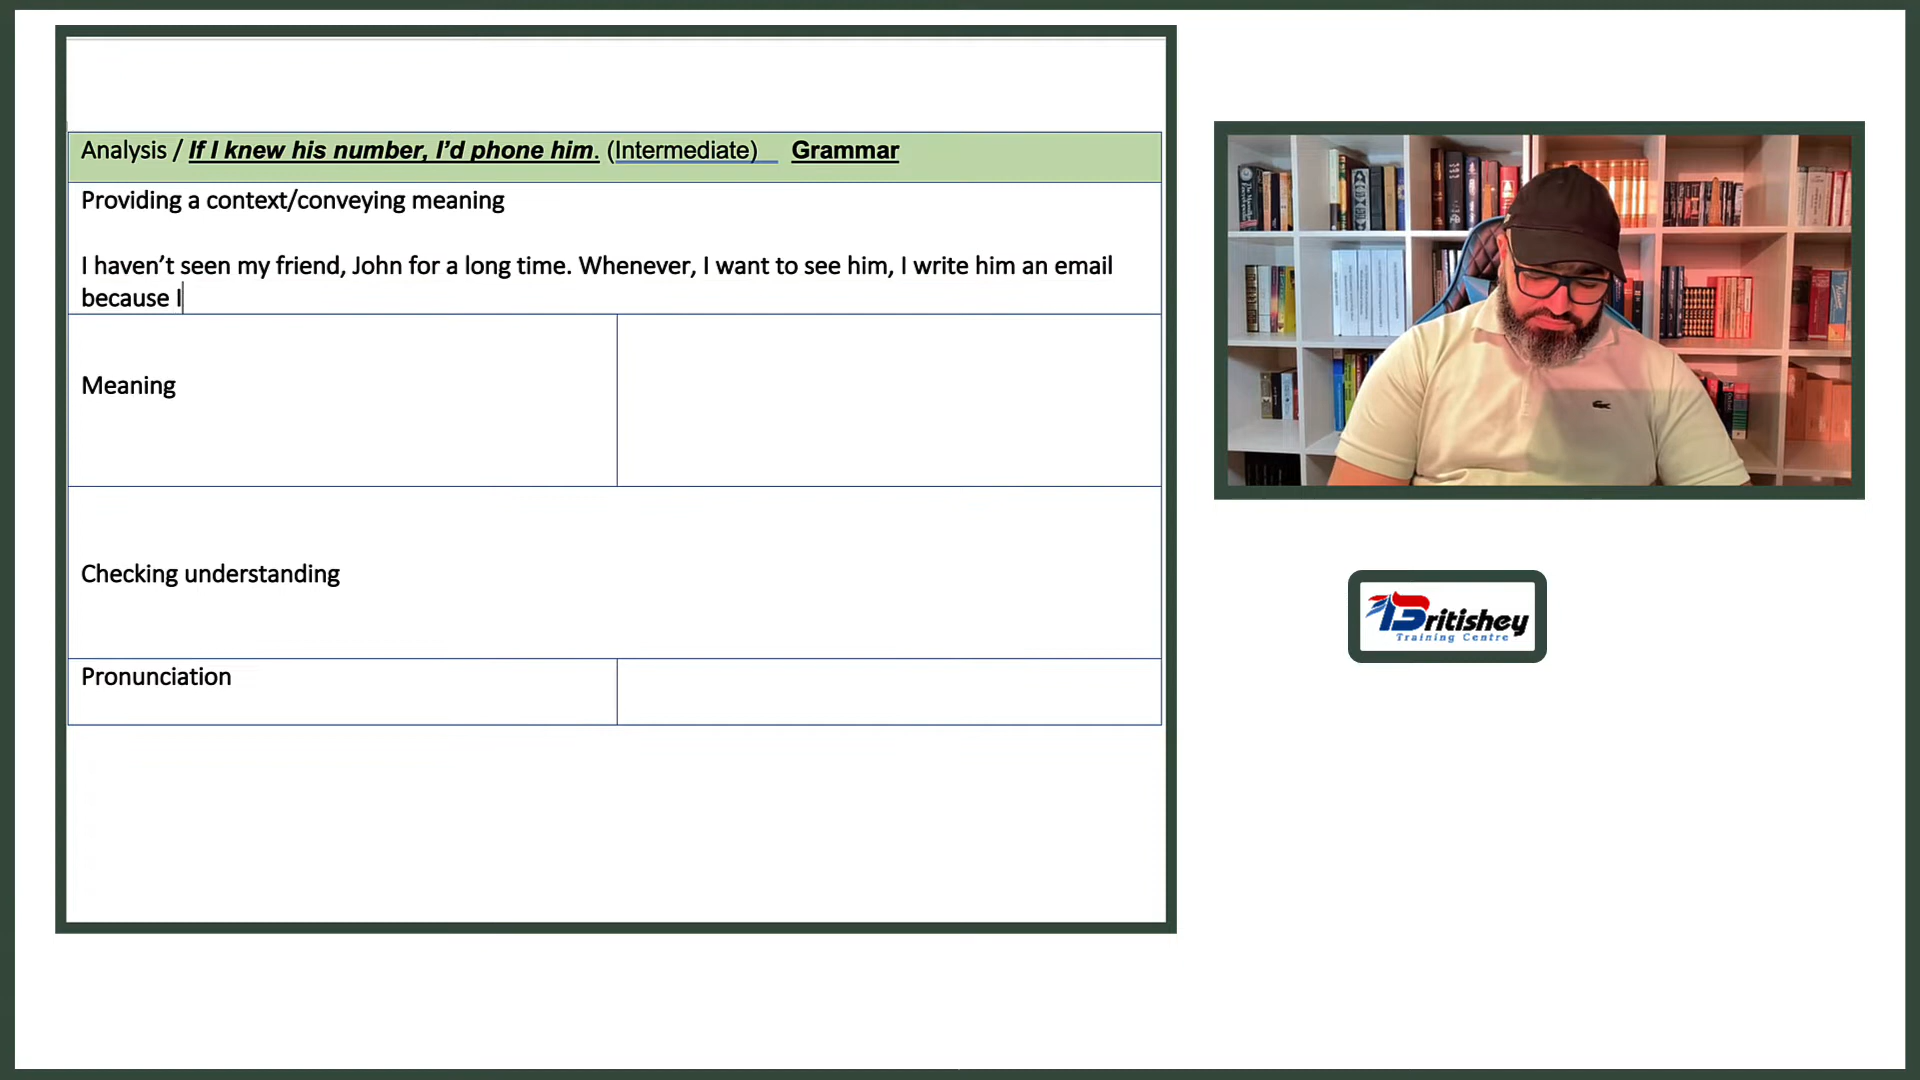 Analysis / If I knew his number, I’d phone him. (Intermediate) Grammar
Providing a context/conveying meaning
I haven’t seen my friend, John for a long time. Whenever, I want to see him, I write him an email
because I
Meaning
Checking understanding
Pronunciation
Britishey
Training Centre